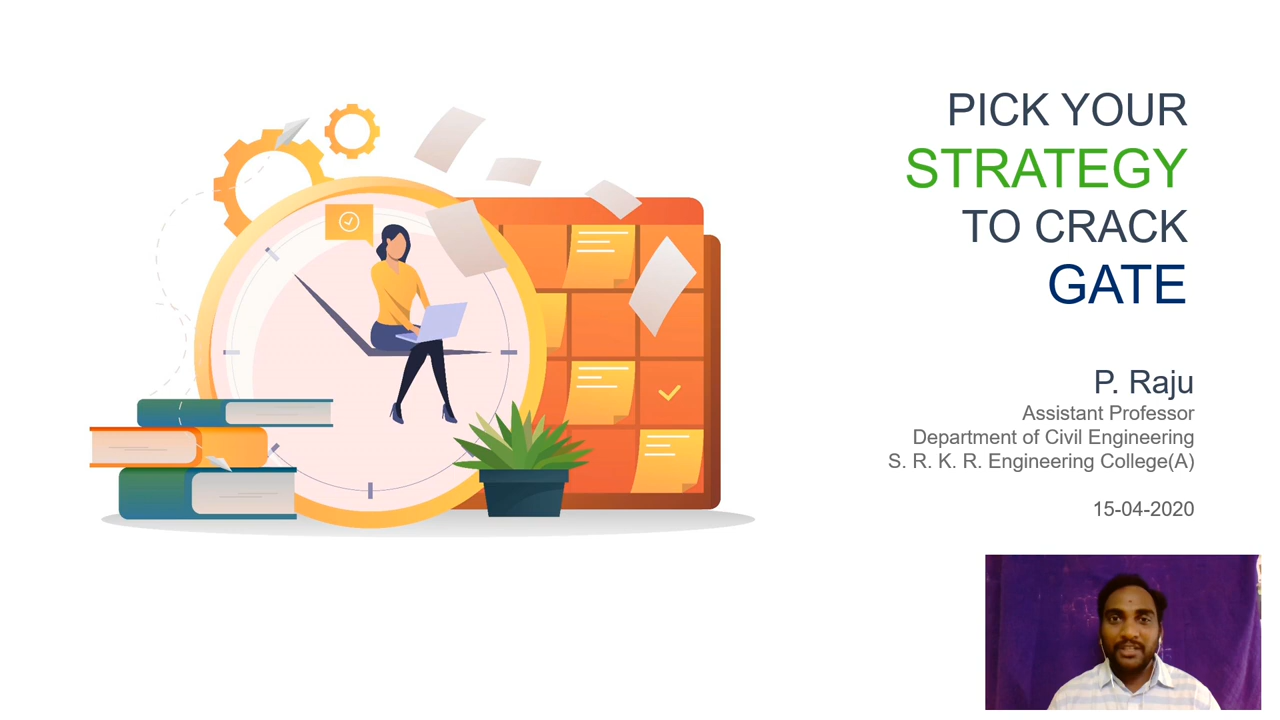 PICK YOUR
STRATEGY
TO CRACK
GATE
P. Raju
Assistant Professor
Department of Civil Engineering
S. R. K. R. Engineering College(A)
15-04-2020